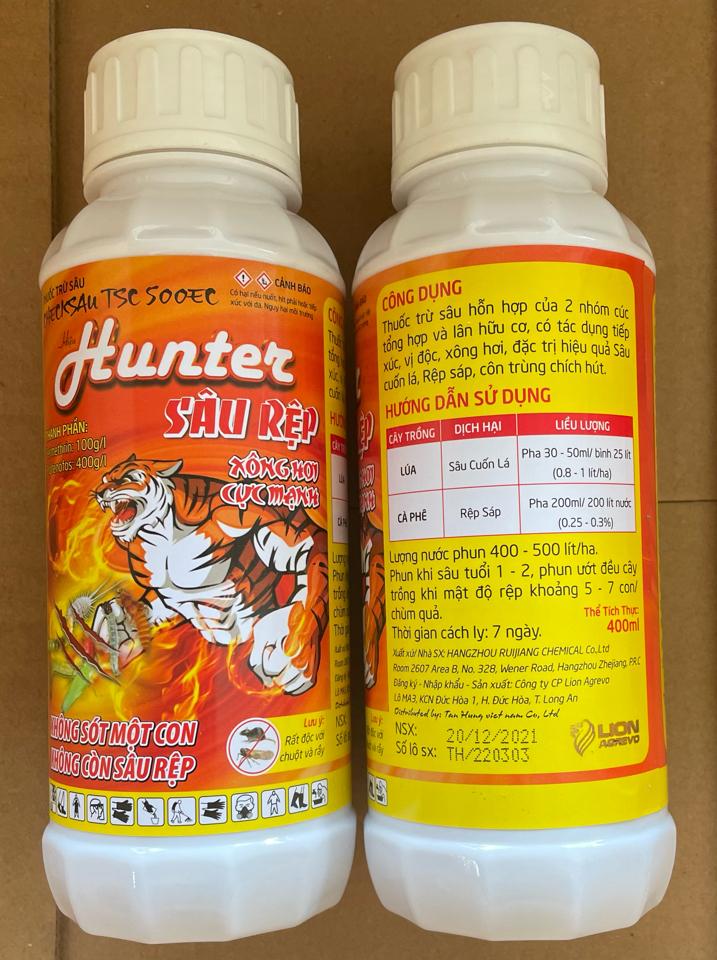 THUỐC TRỪ SÂU
CHECKSAU TSC 500EC
CẢNH BÁO
Có hại nếu nuốt, hít phải hoặc tiếp
xúc với da. Nguy hại môi trường
Hiệu
Hunter
SÂU RỆP
XÔNG HƠI
CỰC MẠNH
THÀNH PHẦN:
methilin: 100g/l
enofos: 400g/l
KHÔNG SÓT MỘT CON
KHÔNG CÒN SÂU RỆP
Lưu ý:
Rất độc với
chuột và rầy
CÔNG DỤNG
Thuốc trừ sâu hỗn hợp của 2 nhóm cúc
tổng hợp và lân hữu cơ, có tác dụng tiếp
xúc, vị độc, xông hơi, đặc trị hiệu quả Sâu
cuốn lá, Rệp sáp, côn trùng chích hút.
HƯỚNG DẪN SỬ DỤNG
CÂY TRỒNG DỊCH HẠI LIỀU LƯỢNG
LÚA Sâu Cuốn Lá Pha 30 - 50ml/ bình 25 lít
(0.8 - 1 lít/ha)
CÀ PHÊ Rệp Sáp Pha 200ml/ 200 lít nước
(0.25 - 0.3%)
Lượng nước phun 400 - 500 lít/ha.
Phun khi sâu tuổi 1 - 2, phun ướt đều cây
trồng khi mật độ rệp khoảng 5 - 7 con/
chùm quả.
Thời gian cách ly: 7 ngày.
Thể Tích Thực:
400ml
Xuất xứ/ Nhà SX: HANGZHOU RUIJIANG CHEMICAL Co.,Ltd
Room 2607 Area B, No. 328, Wener Road, Hangzhou Zhejiang, P.R.C
Đăng ký - Nhập khẩu - Sản xuất: Công ty CP Lion Agrevo
Lô MA3, KCN Đức Hòa 1, H. Đức Hòa, T. Long An
Distributed by: Tan Hung viet nam Co, Ltd
NSX: 20/12/2021
Số lô sx: TH/220303
LION
AGREVO